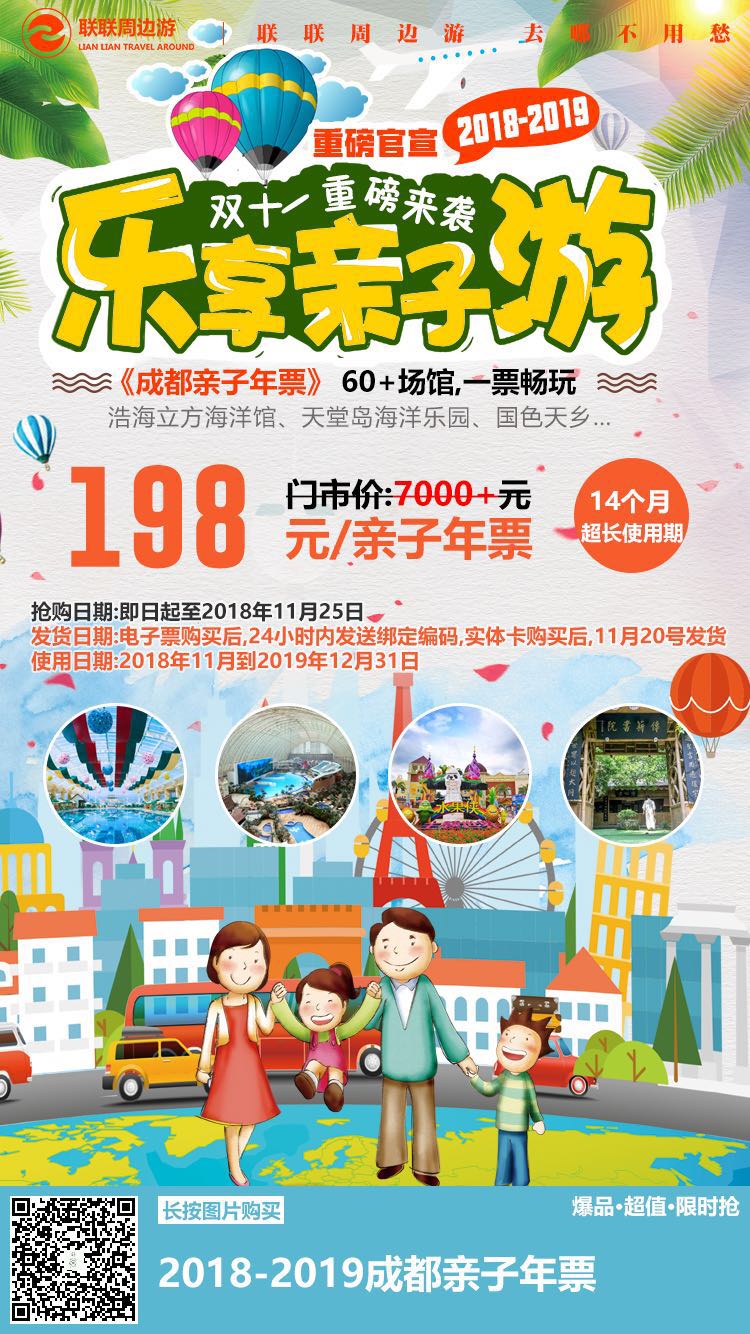 联联周边游
LIAN LIAN TRAVEL AROUND
联联周边游 去哪不用愁
重磅官宣
2018-2019
双十一重磅来袭
乐享亲子游
《成都亲子年票》 60+场馆,一票畅玩
浩海立方海洋馆、天堂岛海洋乐园、国色天乡...
198
门市价:7000+元
元/亲子年票
14个月
超长使用期
抢购日期:即日起至2018年11月25日
发货日期:电子票购买后,24小时内发送绑定编码,实体卡购买后,11月20号发货
使用日期:2018年11月到2019年12月31日
水果侠
长按图片购买
爆品•超值•限时抢
2018-2019成都亲子年票